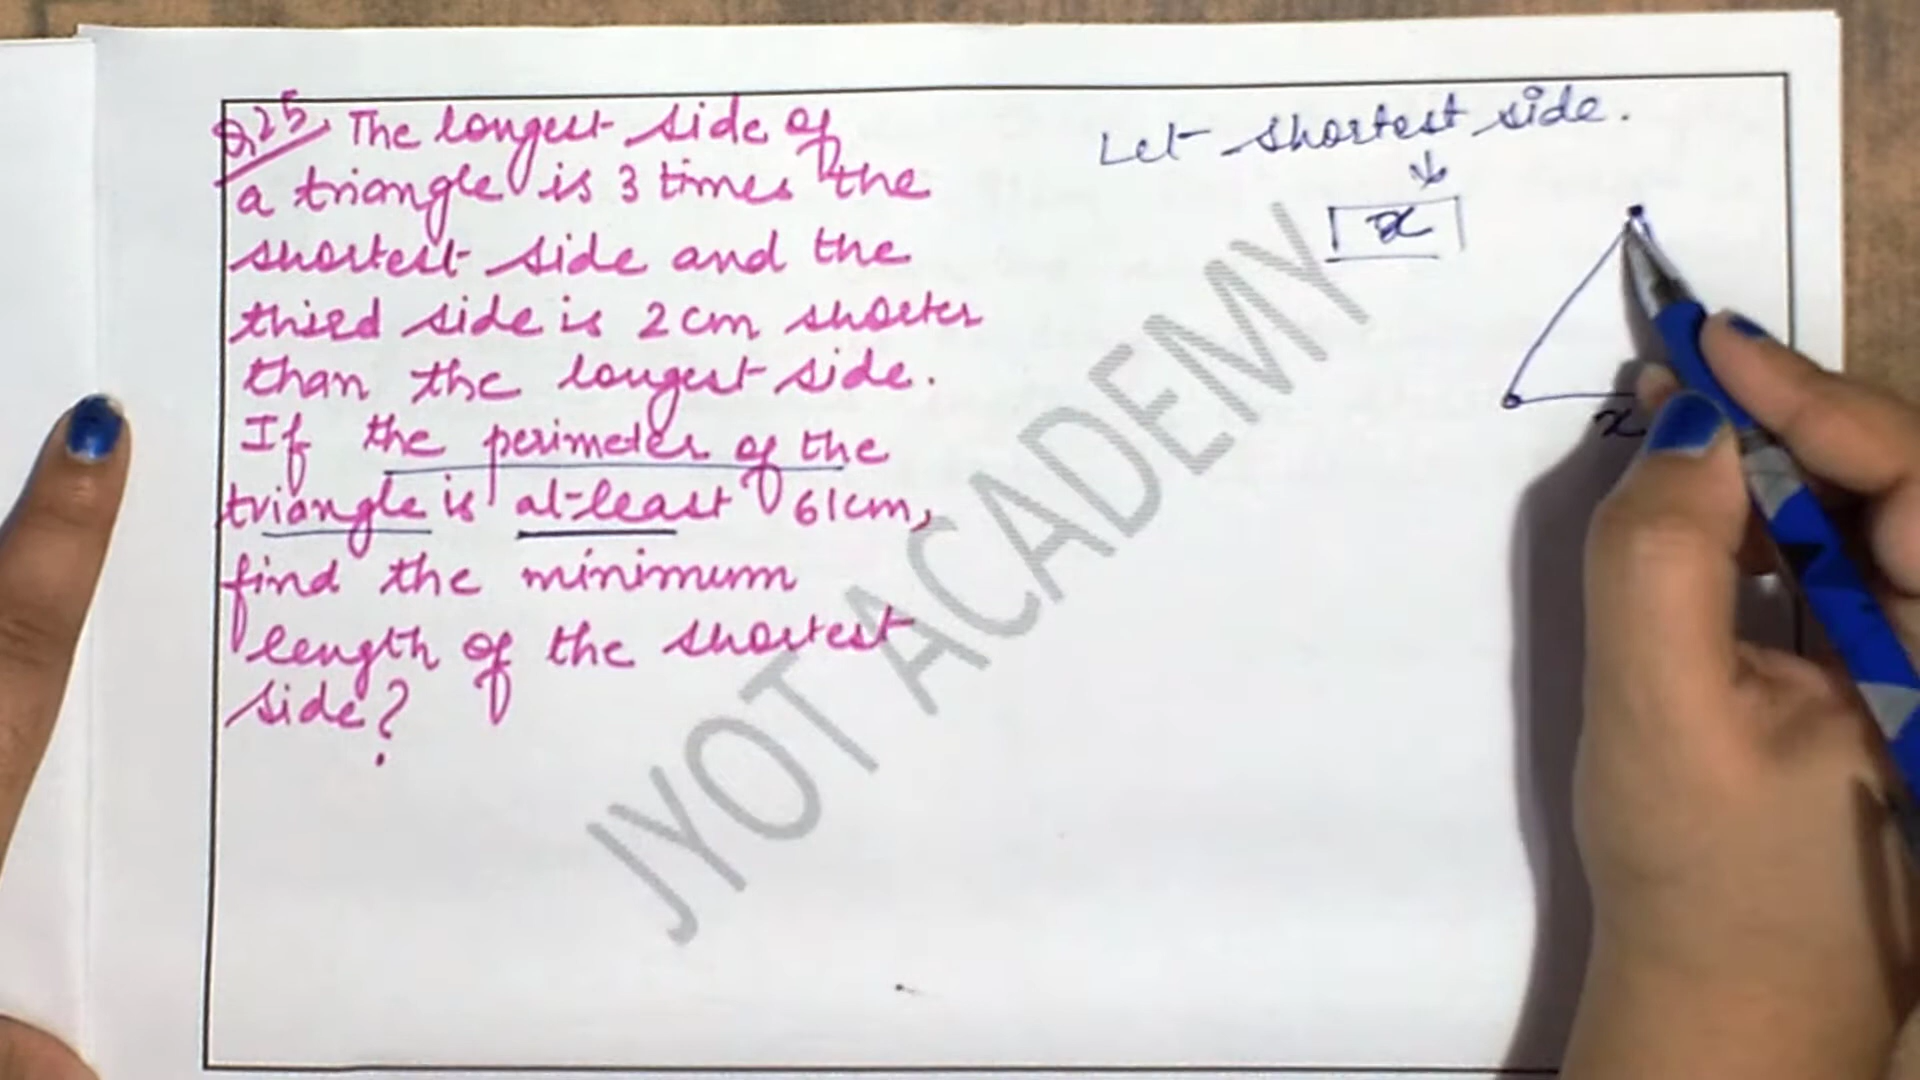 Q.25. The longest side of
a triangle is 3 times the
shortest side and the
third side is 2cm shorter
than the longest side.
If the perimeter of the
triangle is at-least 61cm,
find the minimum
length of the shortest
side?
Let shortest side.
x
x
JYOT ACADEMY